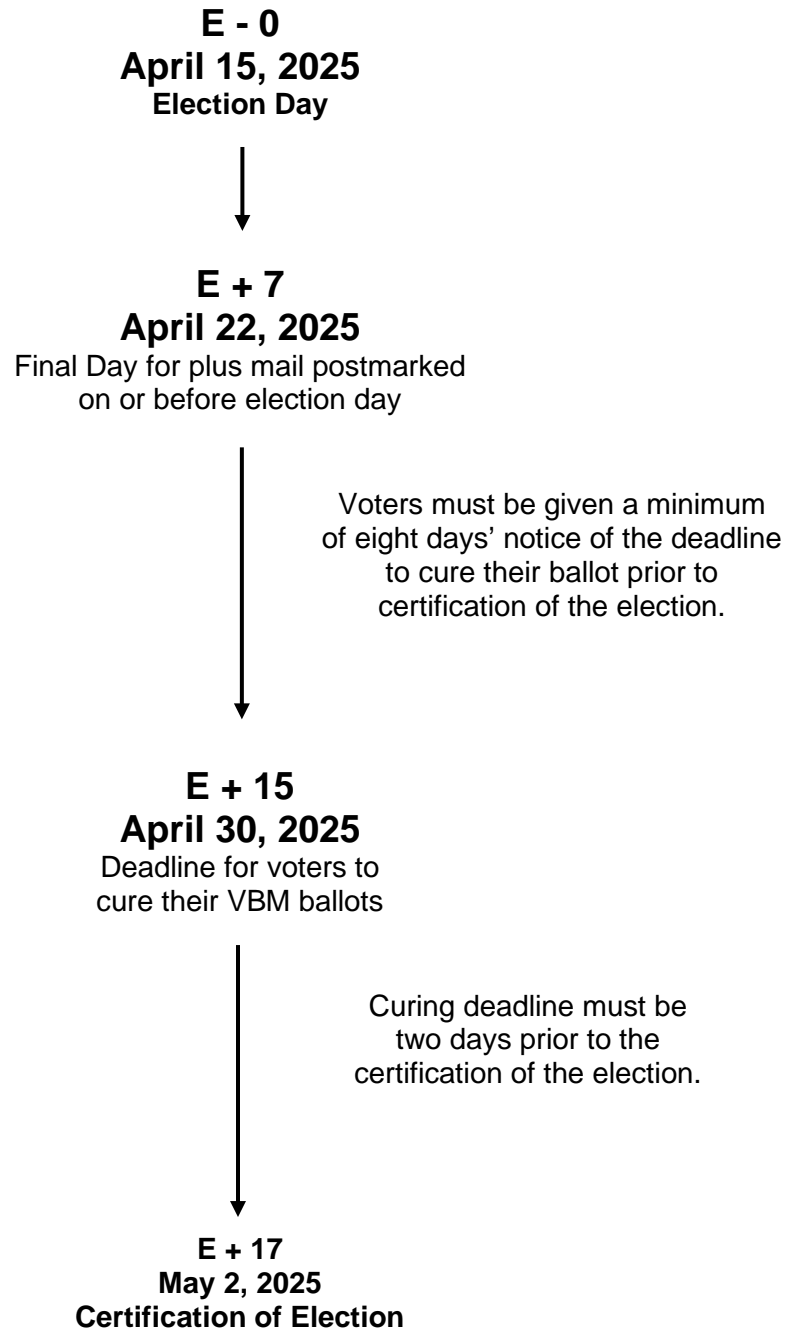 E - 0
April 15, 2025
Election Day
E + 7
April 22, 2025
Final Day for plus mail postmarked
on or before election day
Voters must be given a minimum
of eight days’ notice of the deadline
to cure their ballot prior to
certification of the election.
E + 15
April 30, 2025
Deadline for voters to
cure their VBM ballots
Curing deadline must be
two days prior to the
certification of the election.
E + 17
May 2, 2025
Certification of Election